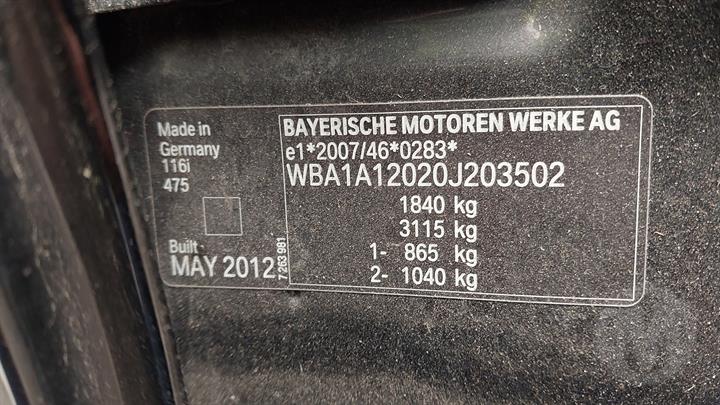 Made in
Germany
116i
475
Built
MAY 2012
7 263 981
BAYERISCHE MOTOREN WERKE AG
e1*2007/46*0283*
WBA1A12020J203502
1840 kg
3115 kg
1- 865 kg
2- 1040 kg